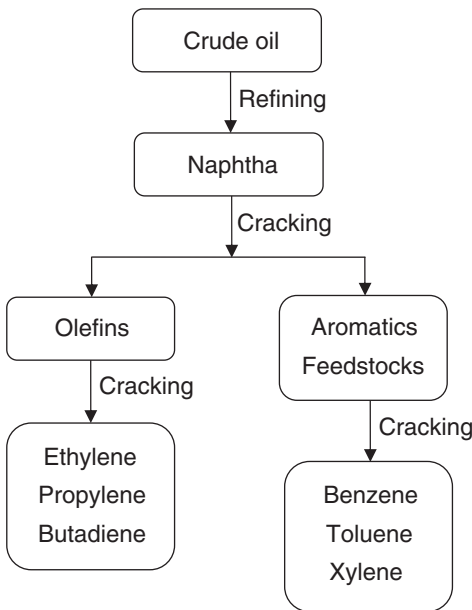 Crude oil
Refining
Naphtha
Cracking
Olefins
Aromatics
Feedstocks
Cracking
Cracking
Ethylene
Propylene
Butadiene
Benzene
Toluene
Xylene